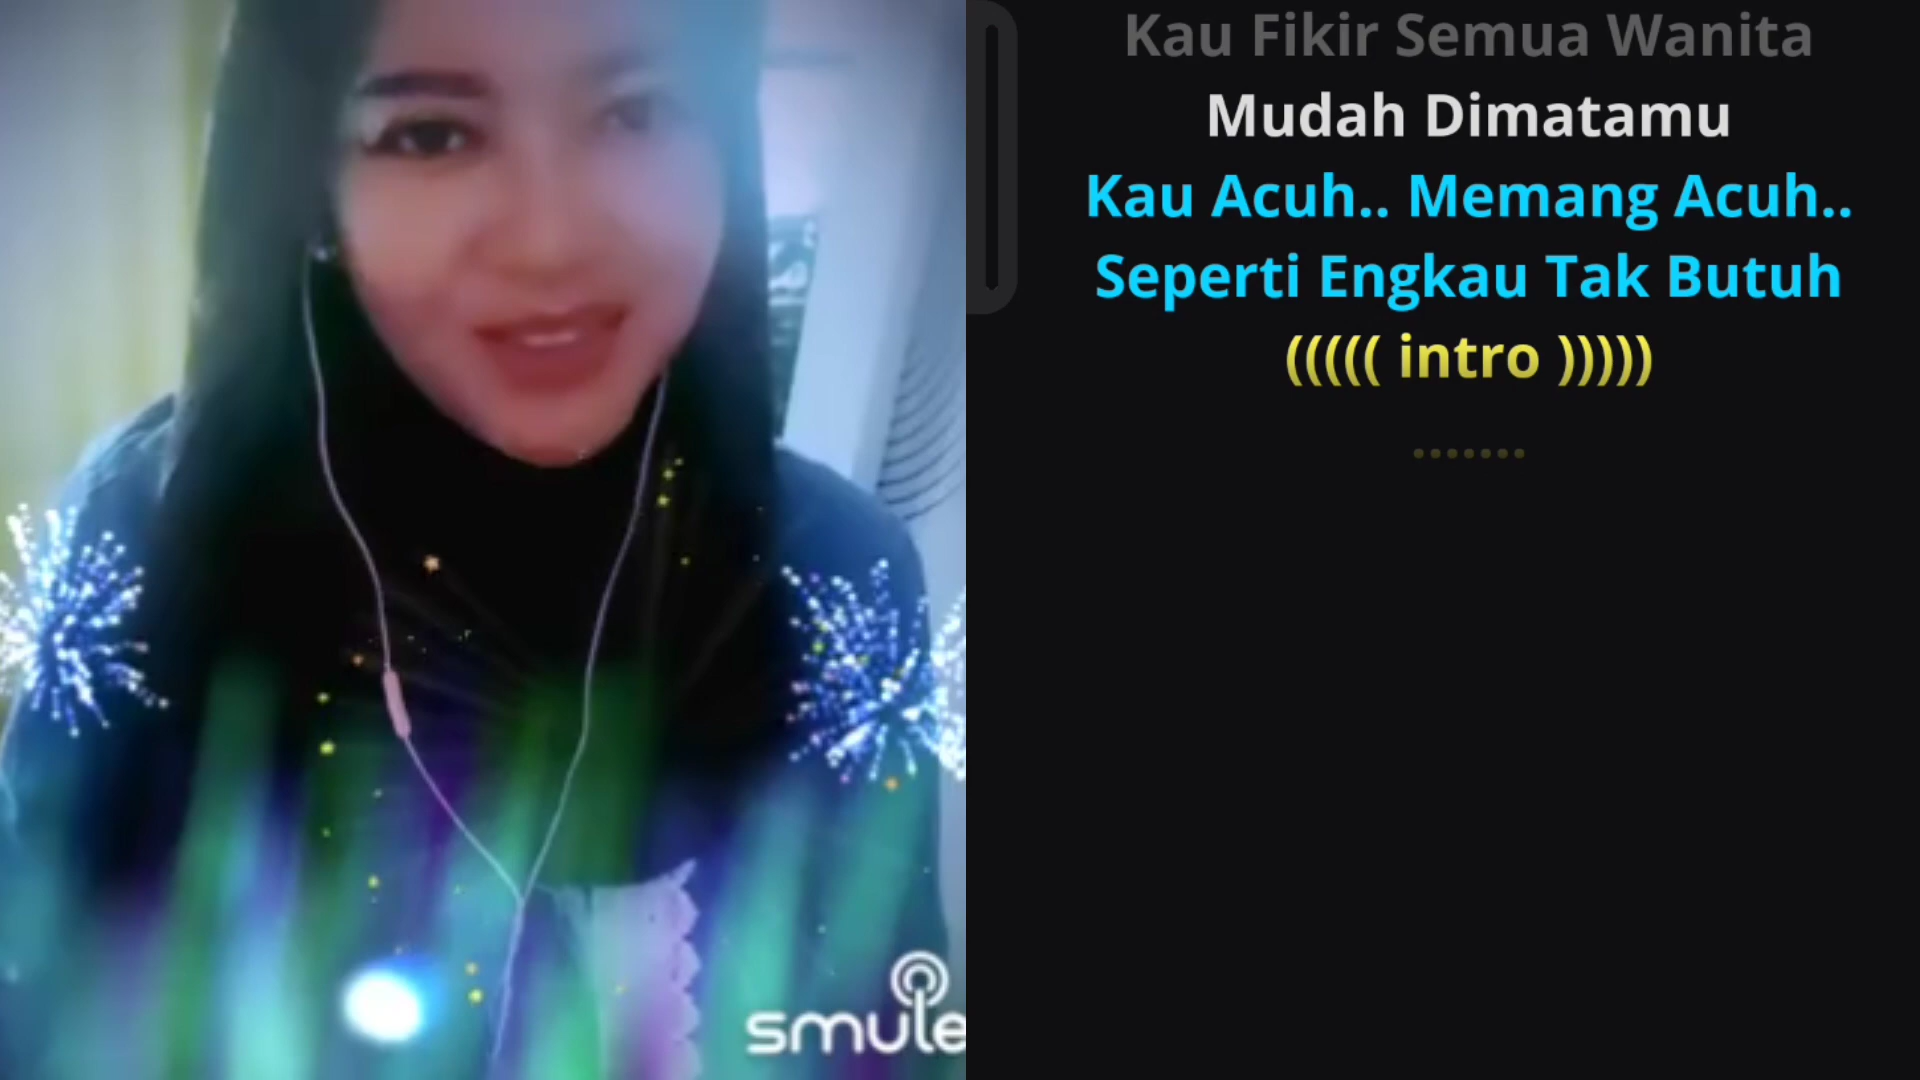 Kau Fikir Semua Wanita
Mudah Dimatamu
Kau Acuh.. Memang Acuh..
Seperti Engkau Tak Butuh
((((( intro )))))
.......
smule